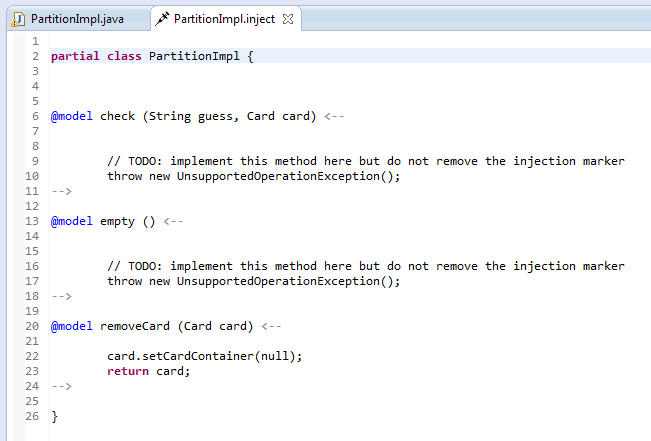 PartitionImpl.java PartitionImpl.inject
1
2 partial class PartitionImpl {
3
4
5
6 @model check (String guess, Card card) <--
7
8
9 // TODO: implement this method here but do not remove the injection marker
10 throw new UnsupportedOperationException();
11 -->
12
13 @model empty () <--
14
15
16 // TODO: implement this method here but do not remove the injection marker
17 throw new UnsupportedOperationException();
18 -->
19
20 @model removeCard (Card card) <--
21
22 card.setCardContainer(null);
23 return card;
24 -->
25
26 }